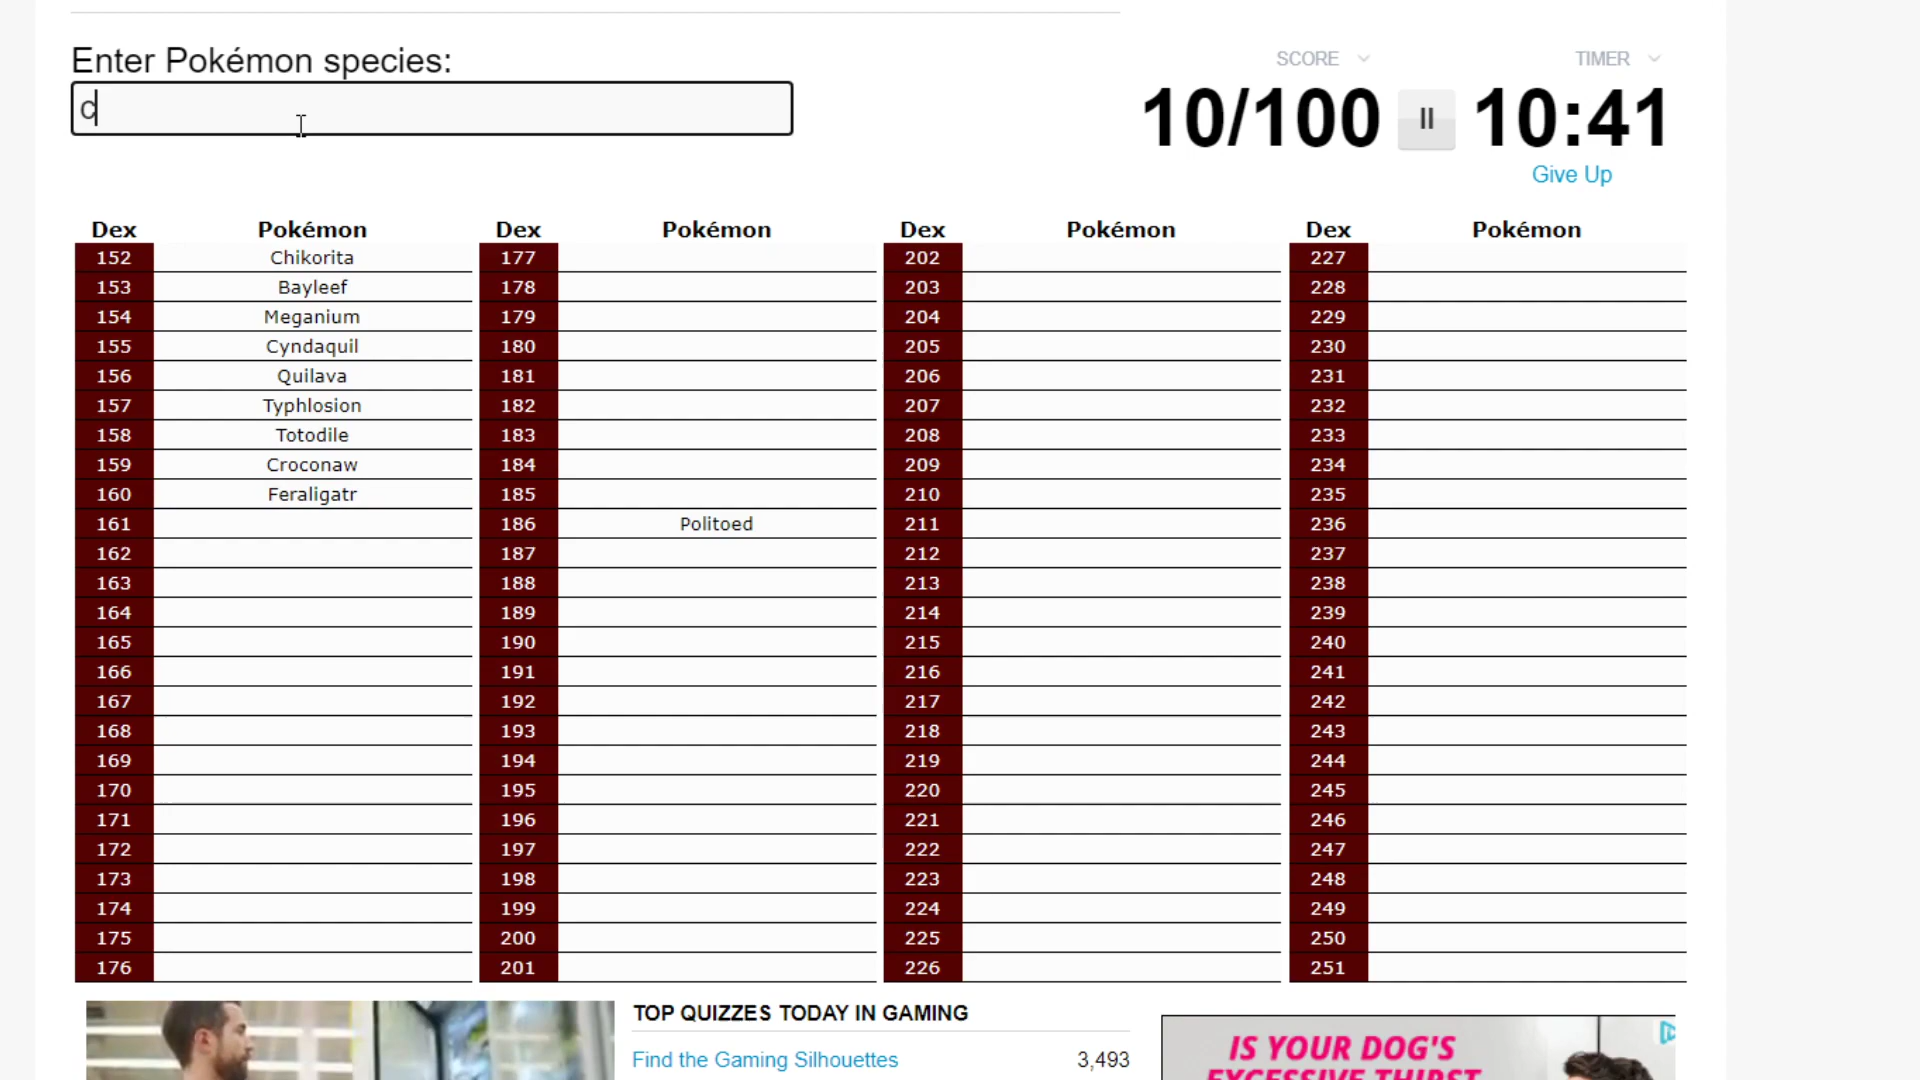 Enter Pokémon species:
c
SCORE
TIMER
10/100
10:41
Give Up
Dex Pokémon Dex Pokémon Dex Pokémon Dex Pokémon
152 Chikorita 177 202 227
153 Bayleef 178 203 228
154 Meganium 179 204 229
155 Cyndaquil 180 205 230
156 Quilava 181 206 231
157 Typhlosion 182 207 232
158 Totodile 183 208 233
159 Croconaw 184 209 234
160 Feraligatr 185 210 235
161 186 Politoed 211 236
162 187 212 237
163 188 213 238
164 189 214 239
165 190 215 240
166 191 216 241
167 192 217 242
168 193 218 243
169 194 219 244
170 195 220 245
171 196 221 246
172 197 222 247
173 198 223 248
174 199 224 249
175 200 225 250
176 201 226 251
TOP QUIZZES TODAY IN GAMING
Find the Gaming Silhouettes 3,493
IS YOUR DOG'S
EXCESSIVE THIRST